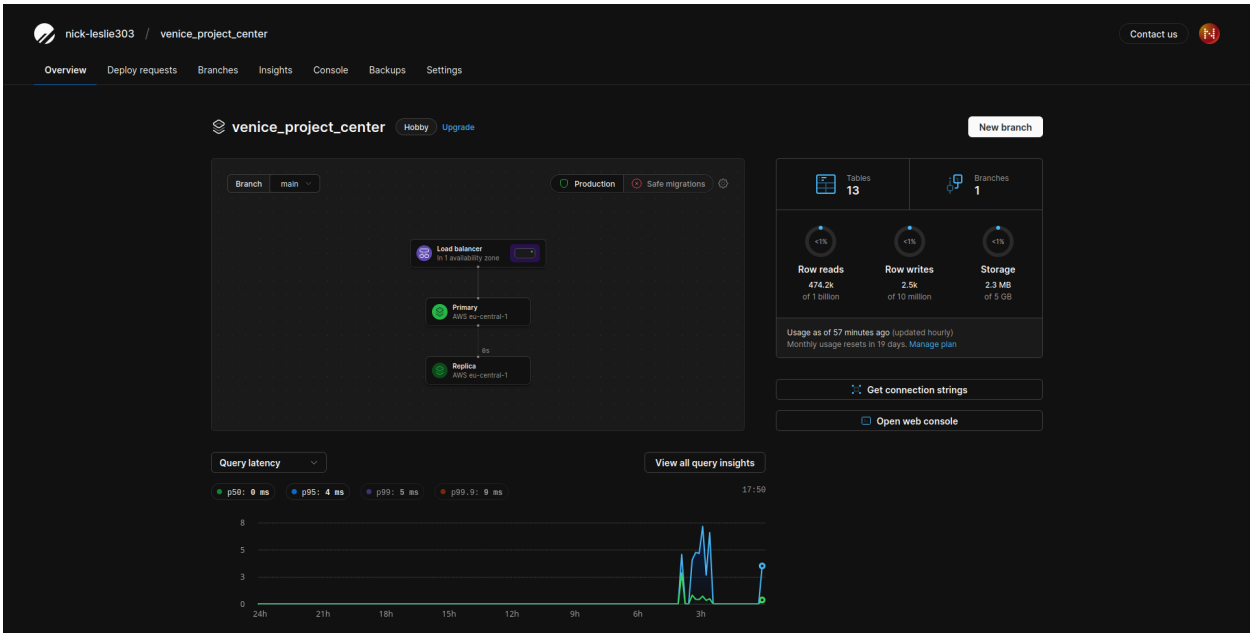 nick-leslie303 / venice_project_center
Contact us
Overview Deploy requests Branches Insights Console Backups Settings
venice_project_center Hobby Upgrade
New branch
Branch main
Production Safe migrations
Load balancer
In 1 availability zone
Primary
AWS eu-central-1
0s
Replica
AWS eu-central-1
Tables
13
Branches
1
<1% <1% <1%
Row reads Row writes Storage
474.2k 2.5k 2.3 MB
of 1 billion of 10 million of 5 GB
Usage as of 57 minutes ago (updated hourly)
Monthly usage resets in 19 days. Manage plan
Get connection strings
Open web console
Query latency
View all query insights
p50: 0 ms p95: 4 ms p99: 5 ms p99.9: 9 ms
17:50
8
5
3
0
24h 21h 18h 15h 12h 9h 6h 3h